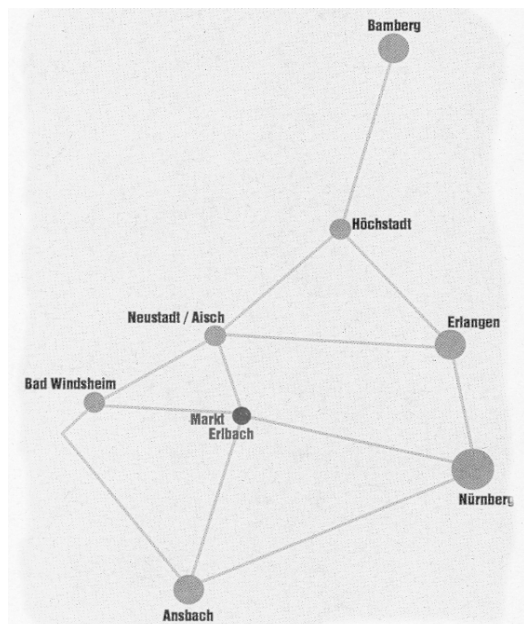 Bamberg
Höchstadt
Neustadt / Aisch
Erlangen
Bad Windsheim
Markt
Erlbach
Nürnberg
Ansbach